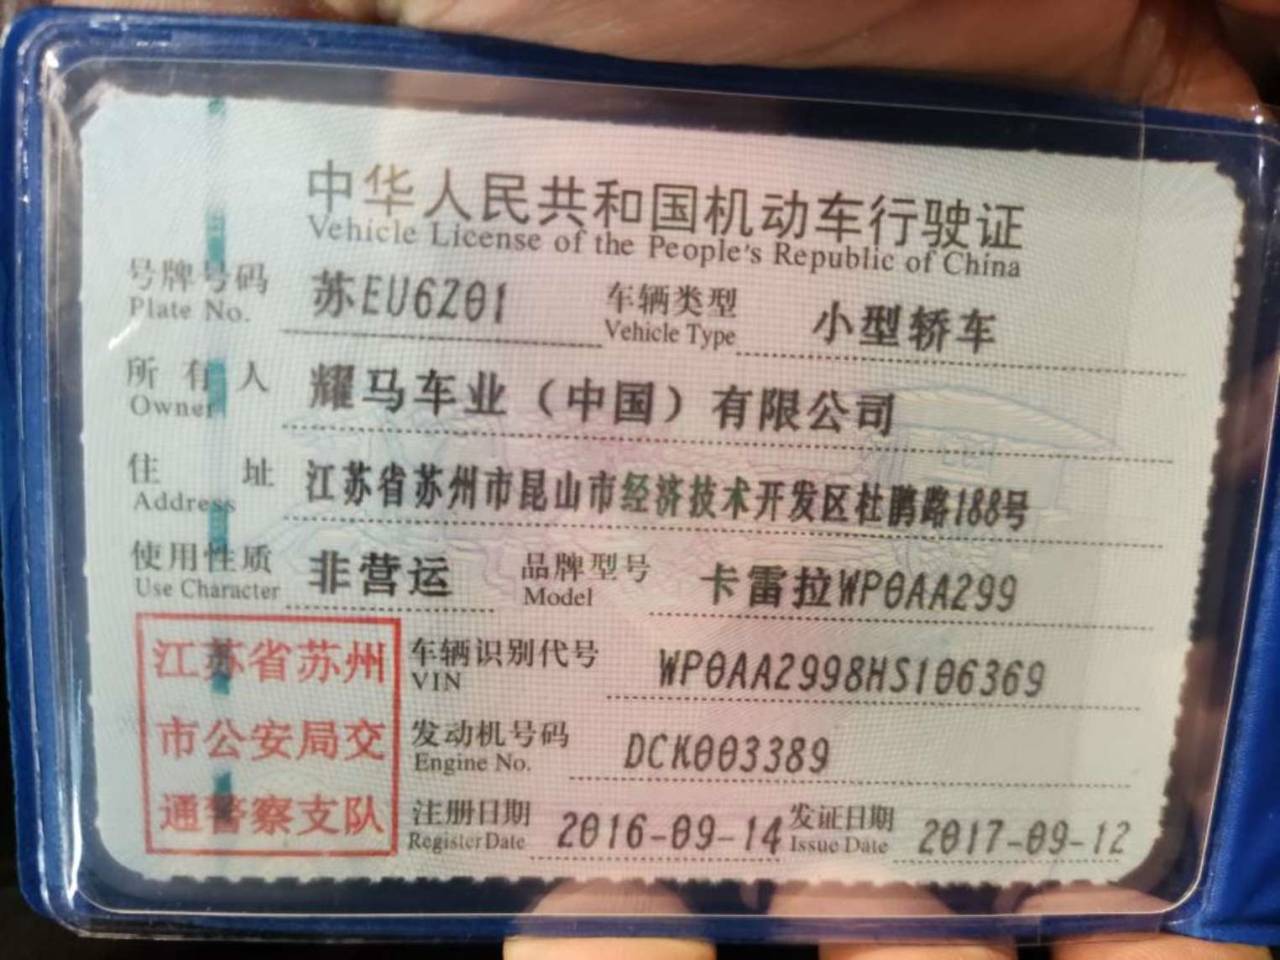 中华人民共和国机动车行驶证
Vehicle License of the People's Republic of China
号牌号码 苏EU6Z01 车辆类型 小型轿车
Plate No. Vehicle Type
所有人 耀马车业（中国）有限公司
Owner
住址 江苏省苏州市昆山市经济技术开发区杜鹃路188号
Address
使用性质 非营运 品牌型号 卡雷拉WP0AA299
Use Character Model
江苏省苏州
市公安局交
通警察支队
车辆识别代号 WP0AA2998HS106369
VIN
发动机号码 DCK003389
Engine No.
注册日期 2016-09-14 发证日期 2017-09-12
Register Date Issue Date